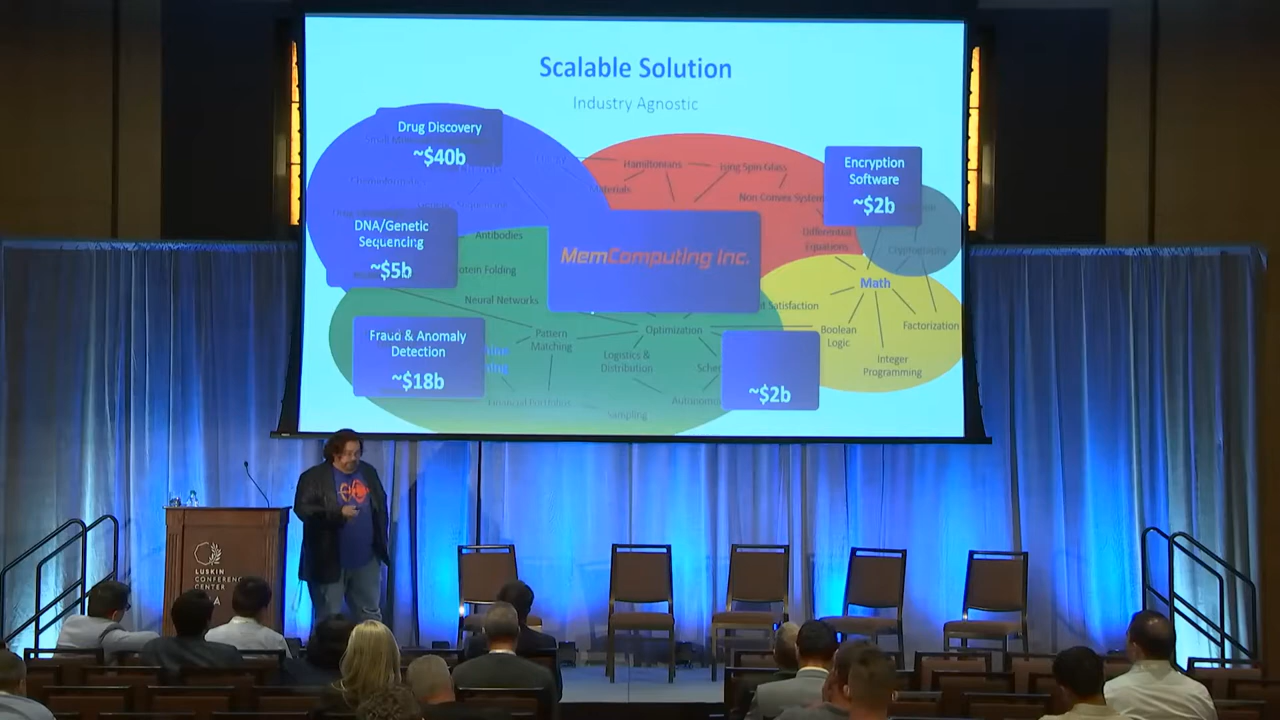 Scalable Solution
Industry Agnostic
Drug Discovery
~$40b
Hamiltonians
Ising Spin Glass
Materials
Non Convex Systems
Encryption
Software
~$2b
DNA/Genetic
Sequencing
~$5b
Antibodies
Differential
Equations
Cryptography
MemComputing Inc.
Neural Networks
Math
Satisfaction
Pattern
Matching
Optimization
Boolean
Logic
Factorization
Fraud & Anomaly
Detection
~$18b
Logistics &
Distribution
Integer
Programming
~$2b
Financial Portfolios
Sampling
LUSKIN
CONFERENCE
CENTER